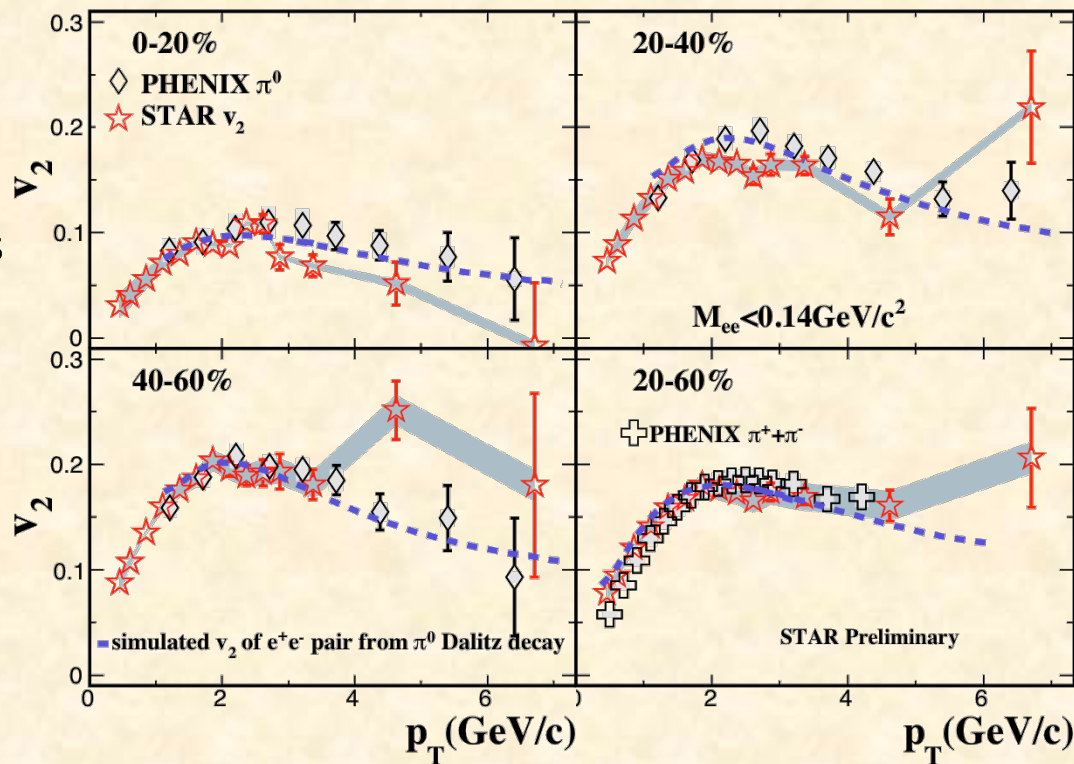 0.3
0-20%
20-40%
PHENIX π⁰
STAR v₂
0.2
v₂
0.1
M_ee<0.14GeV/c²
0
0.3
40-60%
20-60%
PHENIX π⁺+π⁻
0.2
v₂
0.1
simulated v₂ of e⁺e⁻ pair from π⁰ Dalitz decay
STAR Preliminary
0
0 2 4 6 0 2 4 6
p_T(GeV/c) p_T(GeV/c)